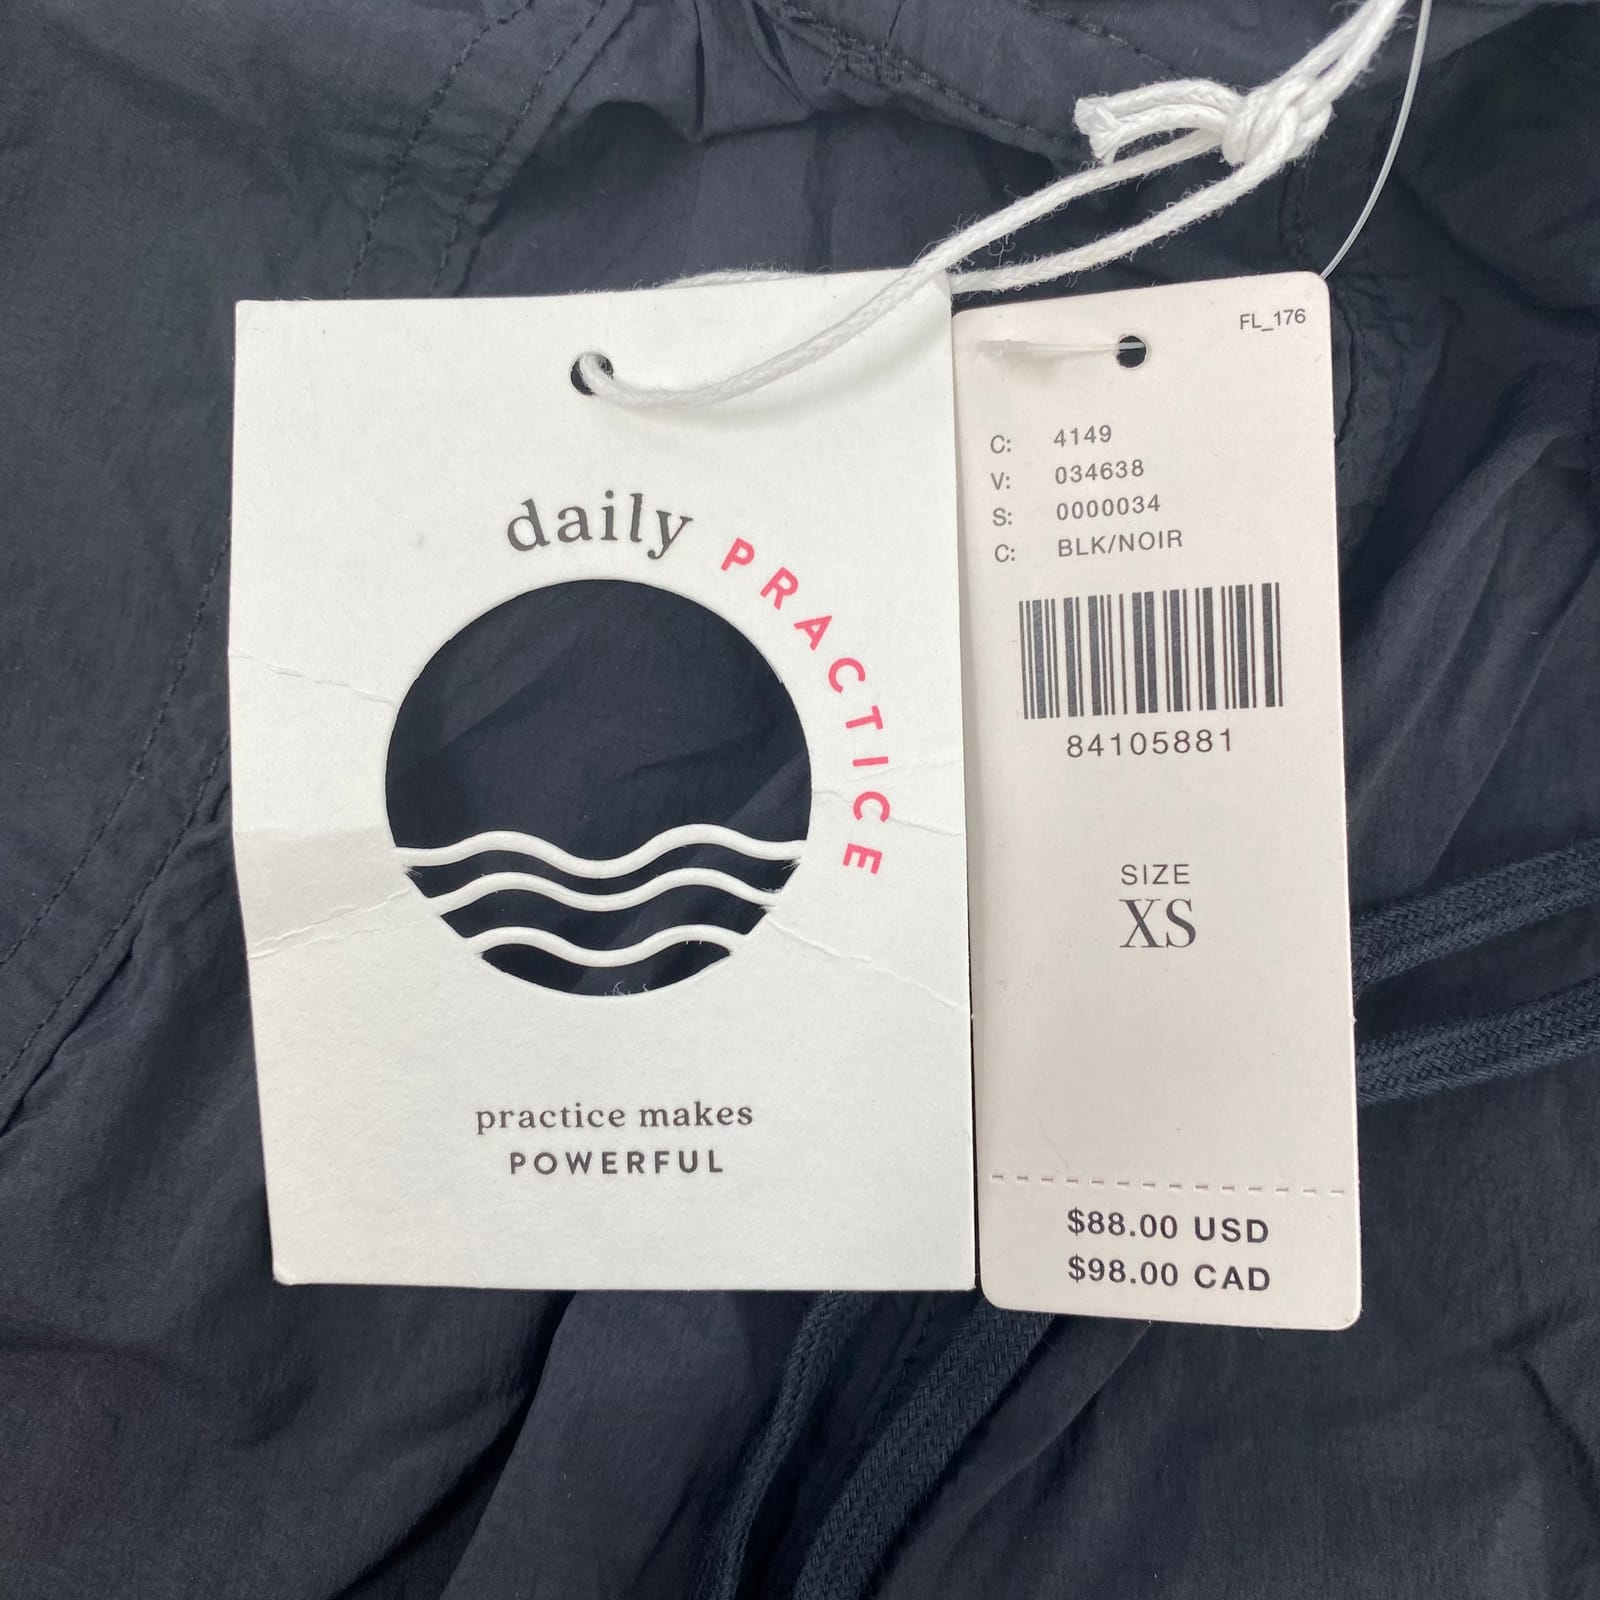 daily PRACTICE
practice makes
POWERFUL
FL_176
C: 4149
V: 034638
S: 0000034
C: BLK/NOIR
84105881
SIZE
XS
$88.00 USD
$98.00 CAD